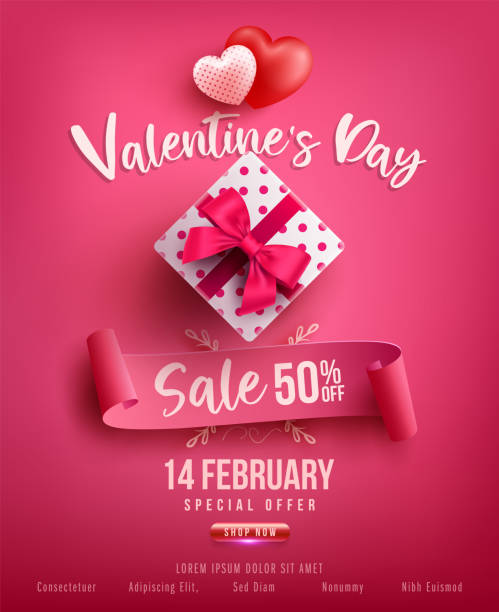 Valentine's Day
Sale 50% OFF
14 FEBRUARY
SPECIAL OFFER
SHOP NOW
LOREM IPSUM DOLOR SIT AMET
Consectetuer Adipiscing Elit, Sed Diam Nonummy Nibh Euismod